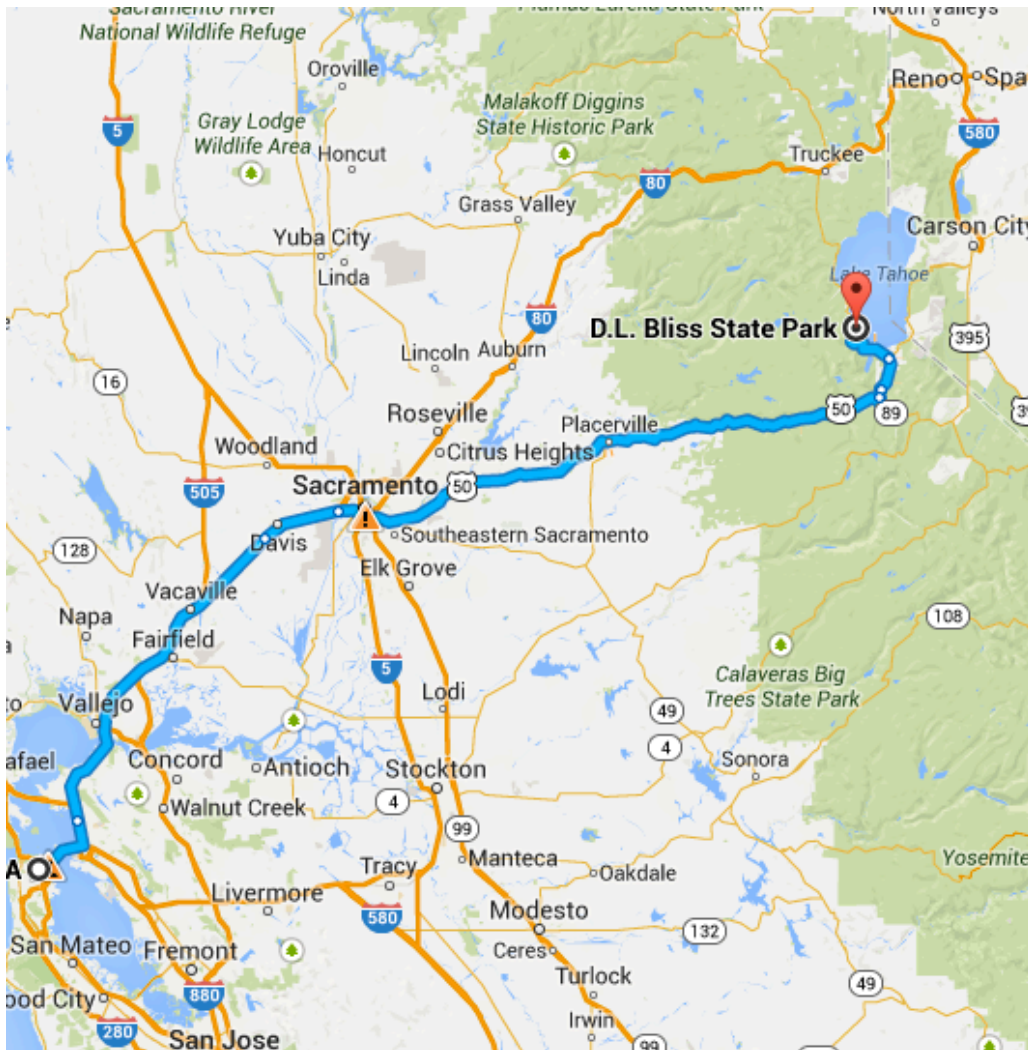 Sacramento River
National Wildlife Refuge
Plumas Eureka State Park
North Valleys
Oroville
Reno
Spa
5
Malakoff Diggins
State Historic Park
580
Gray Lodge
Wildlife Area
Honcut
Truckee
80
Grass Valley
Yuba City
Carson City
Linda
Lake Tahoe
80
D.L. Bliss State Park
395
Lincoln
Auburn
16
Roseville
50
89
39
Placerville
Woodland
Citrus Heights
505
Sacramento
50
Davis
Southeastern Sacramento
128
Elk Grove
Vacaville
Napa
108
Fairfield
5
Calaveras Big
Trees State Park
Lodi
Vallejo
49
4
afael
Concord
Antioch
Stockton
Sonora
Walnut Creek
4
99
A
Tracy
Manteca
Oakdale
Yosemite
Livermore
580
Modesto
132
San Mateo
Fremont
Ceres
Turlock
ood City
880
49
280
San Jose
Irwin
99